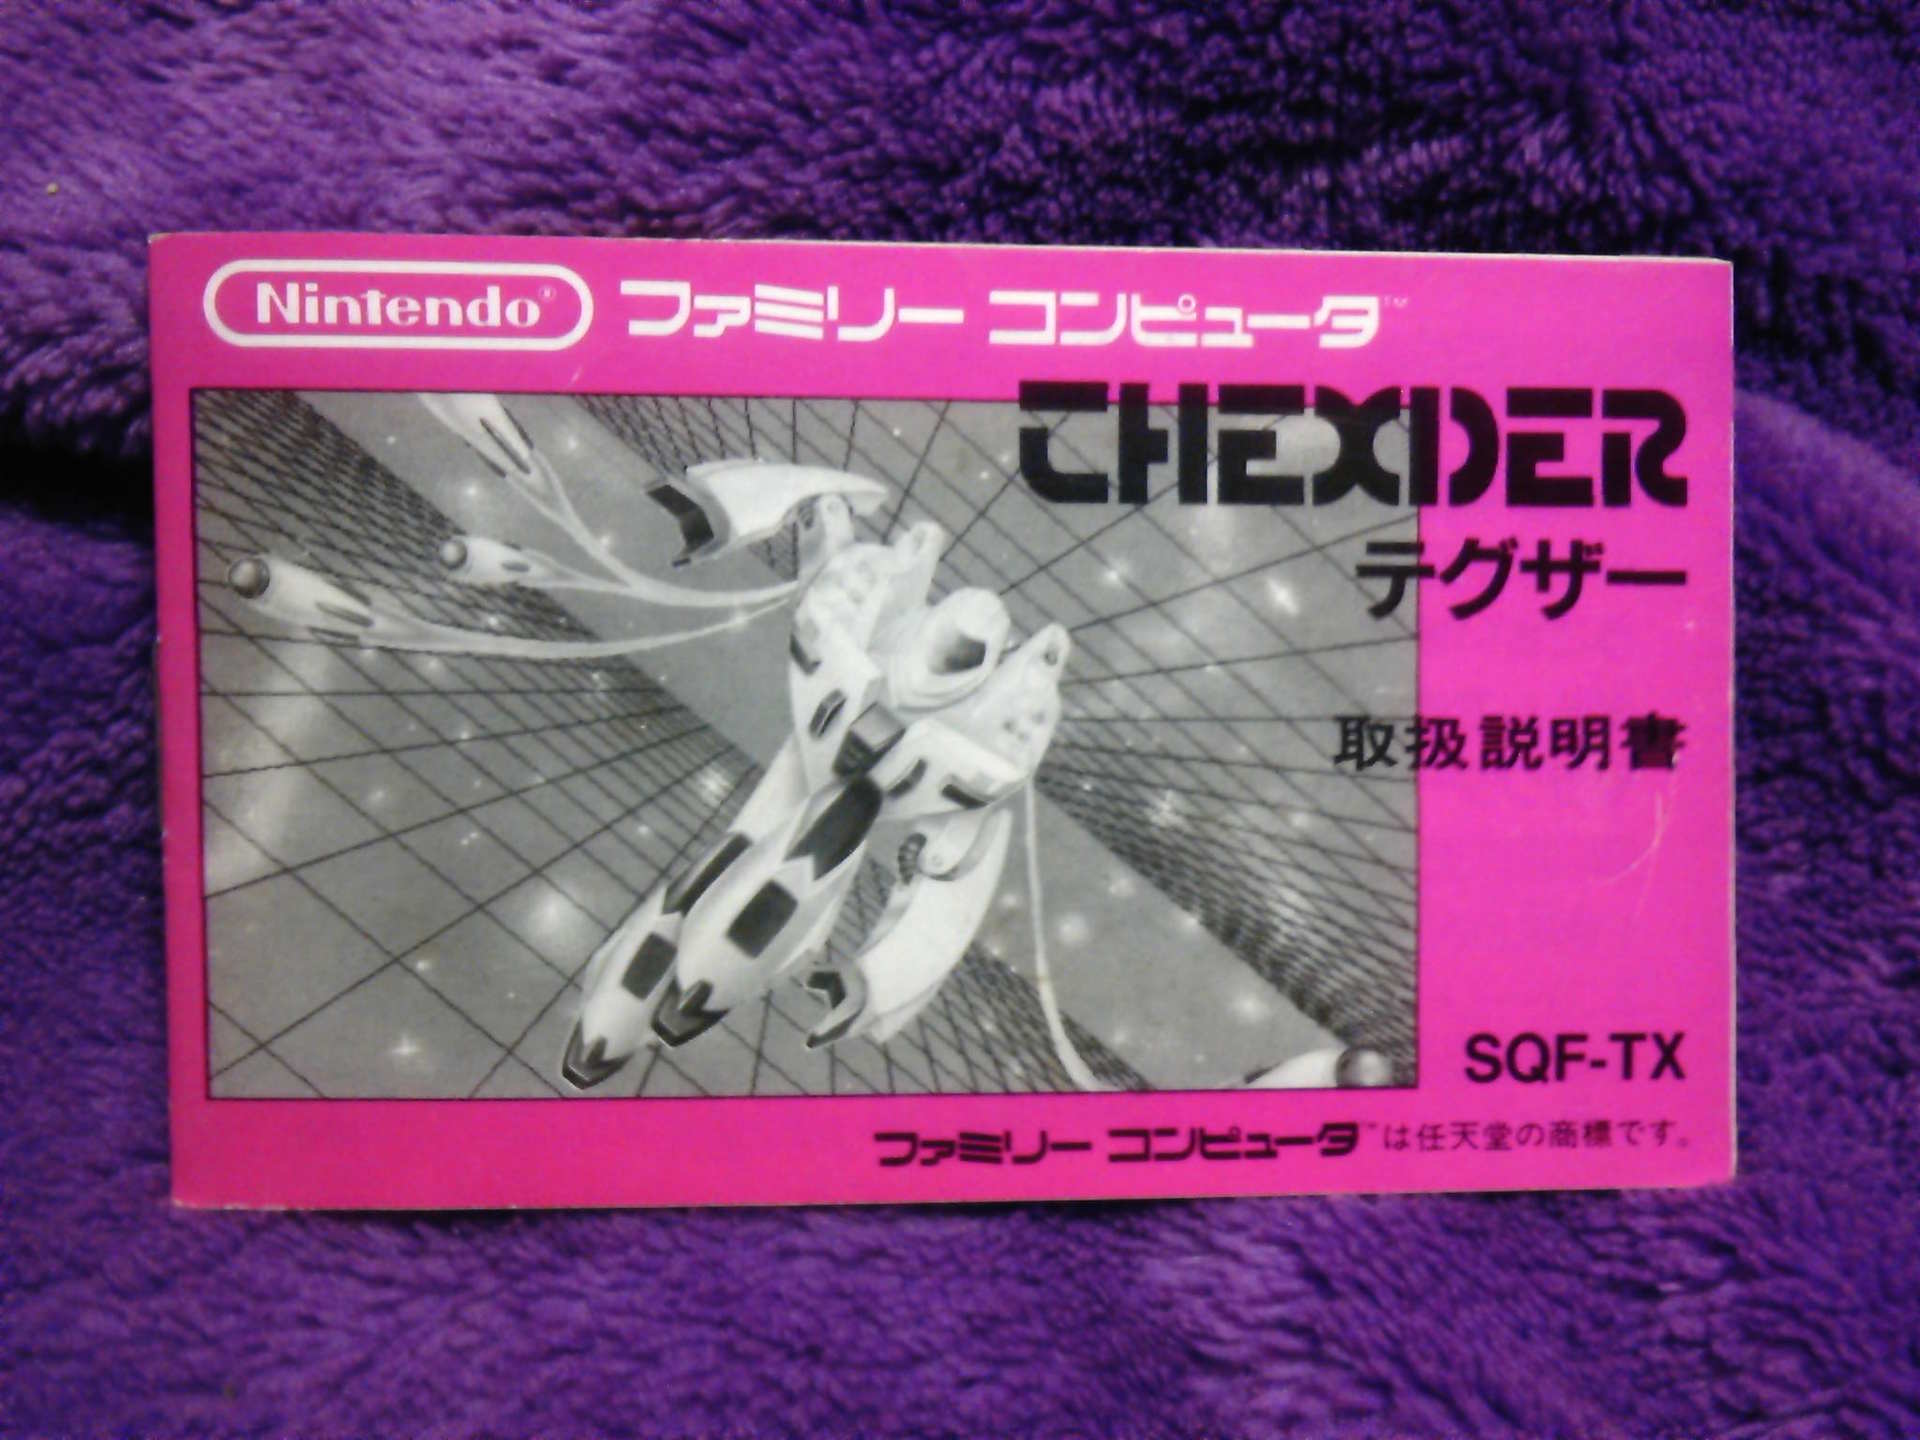 Nintendo® ファミリー コンピュータ™
THEXDER
テグザー
取扱説明書
SQF-TX
ファミリー コンピュータ™は任天堂の商標です。